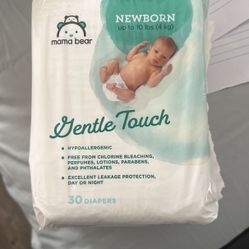 mama bear
NEWBORN
up to 10 lbs (4 kg)
Gentle Touch
• HYPOALLERGENIC
• FREE FROM CHLORINE BLEACHING,
PERFUMES, LOTIONS, PARABENS,
AND PHTHALATES
• EXCELLENT LEAKAGE PROTECTION,
DAY OR NIGHT
30 DIAPERS